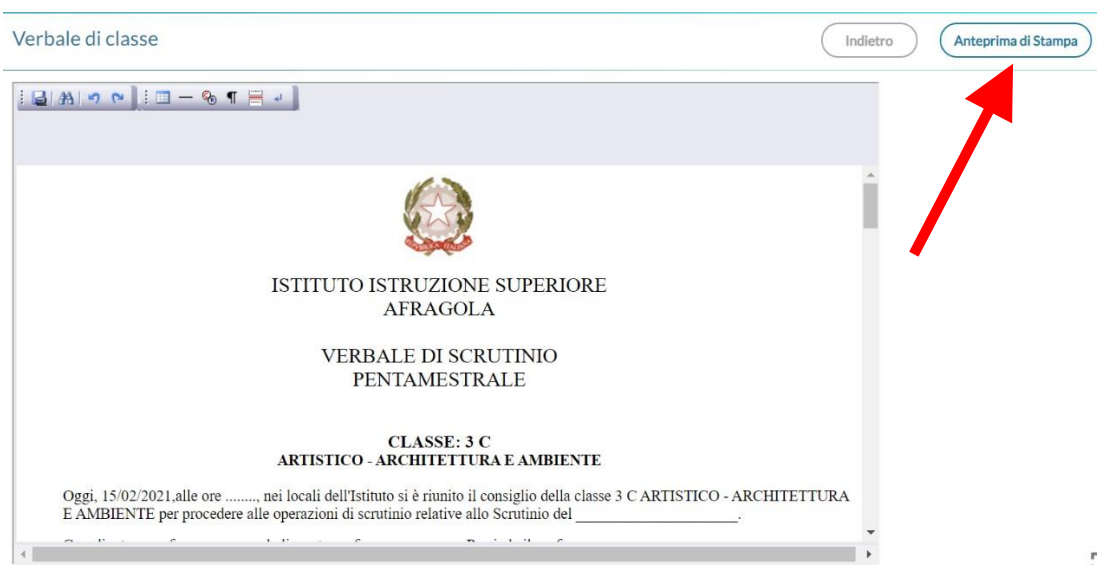 Verbale di classe
Indietro
Anteprima di Stampa
ISTITUTO ISTRUZIONE SUPERIORE
AFRAGOLA
VERBALE DI SCRUTINIO
PENTAMESTRALE
CLASSE: 3 C
ARTISTICO - ARCHITETTURA E AMBIENTE
Oggi, 15/02/2021,alle ore ........, nei locali dell'Istituto si è riunito il consiglio della classe 3 C ARTISTICO - ARCHITETTURA
E AMBIENTE per procedere alle operazioni di scrutinio relative allo Scrutinio del ______________________.